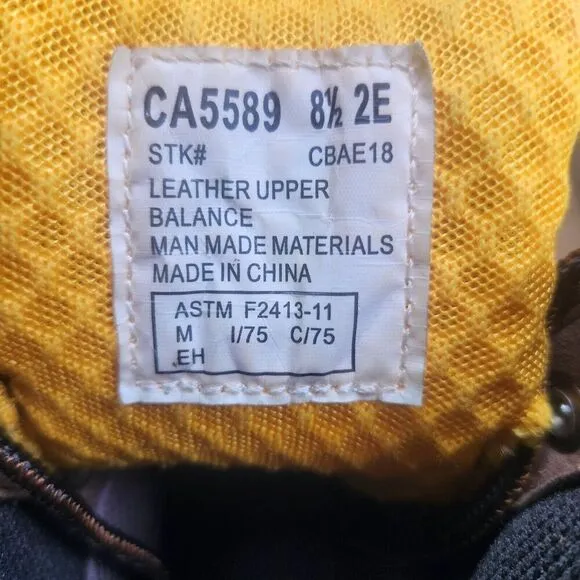 CA5589 8½ 2E
STK# CBAE18
LEATHER UPPER
BALANCE
MAN MADE MATERIALS
MADE IN CHINA
ASTM F2413-11
M I/75 C/75
EH